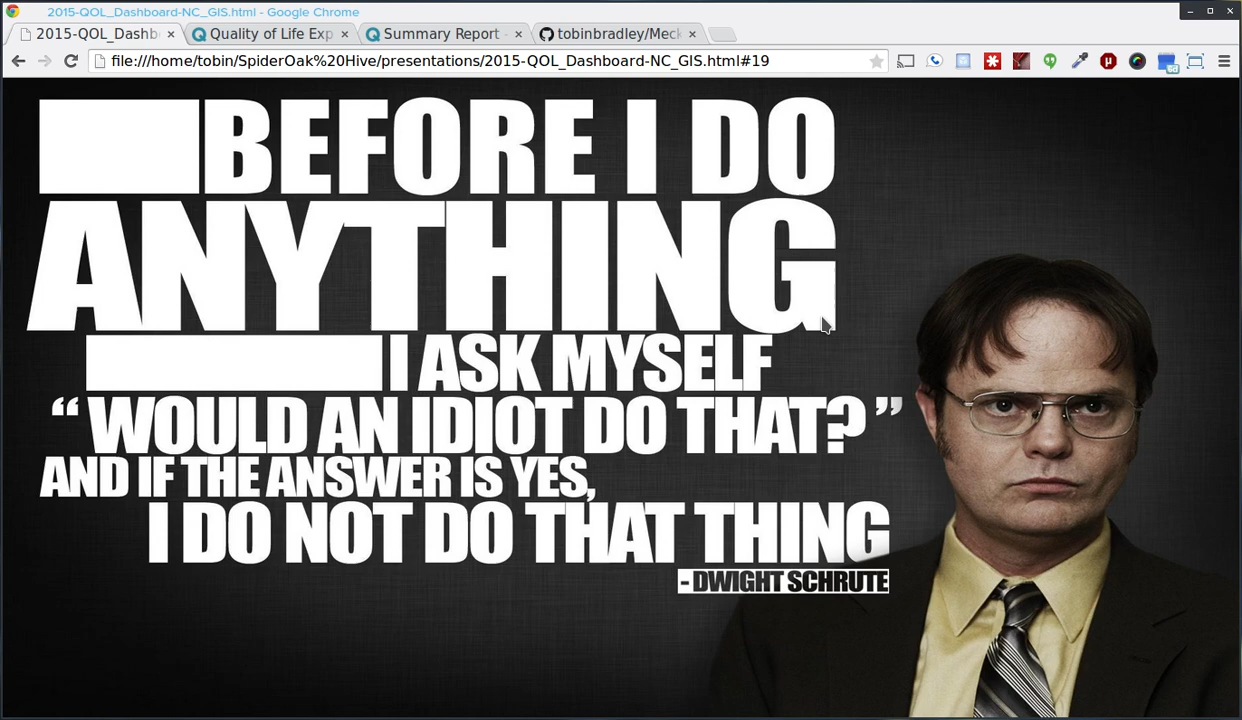 2015-QOL_Dashboard-NC_GIS.html - Google Chrome
2015-QOL_Dashb
Quality of Life Exp
Summary Report -
tobinbradley/Meck
file:///home/tobin/SpiderOak%20Hive/presentations/2015-QOL_Dashboard-NC_GIS.html#19
BEFORE I DO
ANYTHING
I ASK MYSELF
“ WOULD AN IDIOT DO THAT? ”
AND IF THE ANSWER IS YES,
I DO NOT DO THAT THING
- DWIGHT SCHRUTE